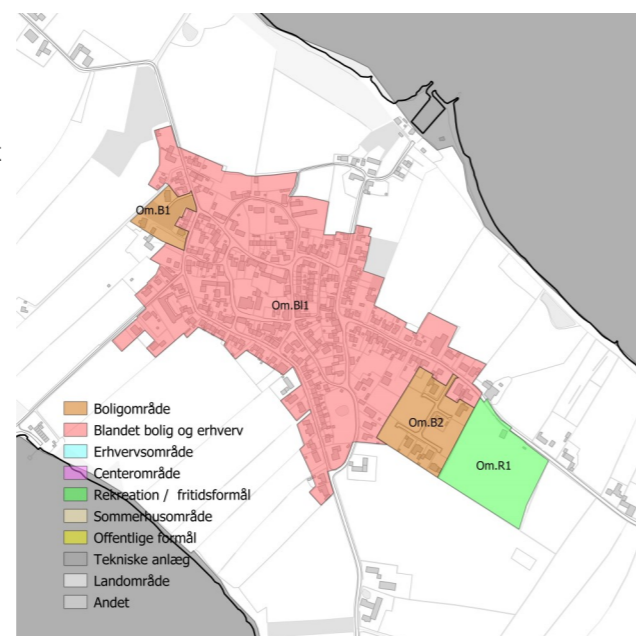 Om.B1
Om.Bl1
Om.B2
Om.R1
Boligområde
Blandet bolig og erhverv
Erhvervsområde
Centerområde
Rekreation / fritidsformål
Sommerhusområde
Offentlige formål
Tekniske anlæg
Landområde
Andet